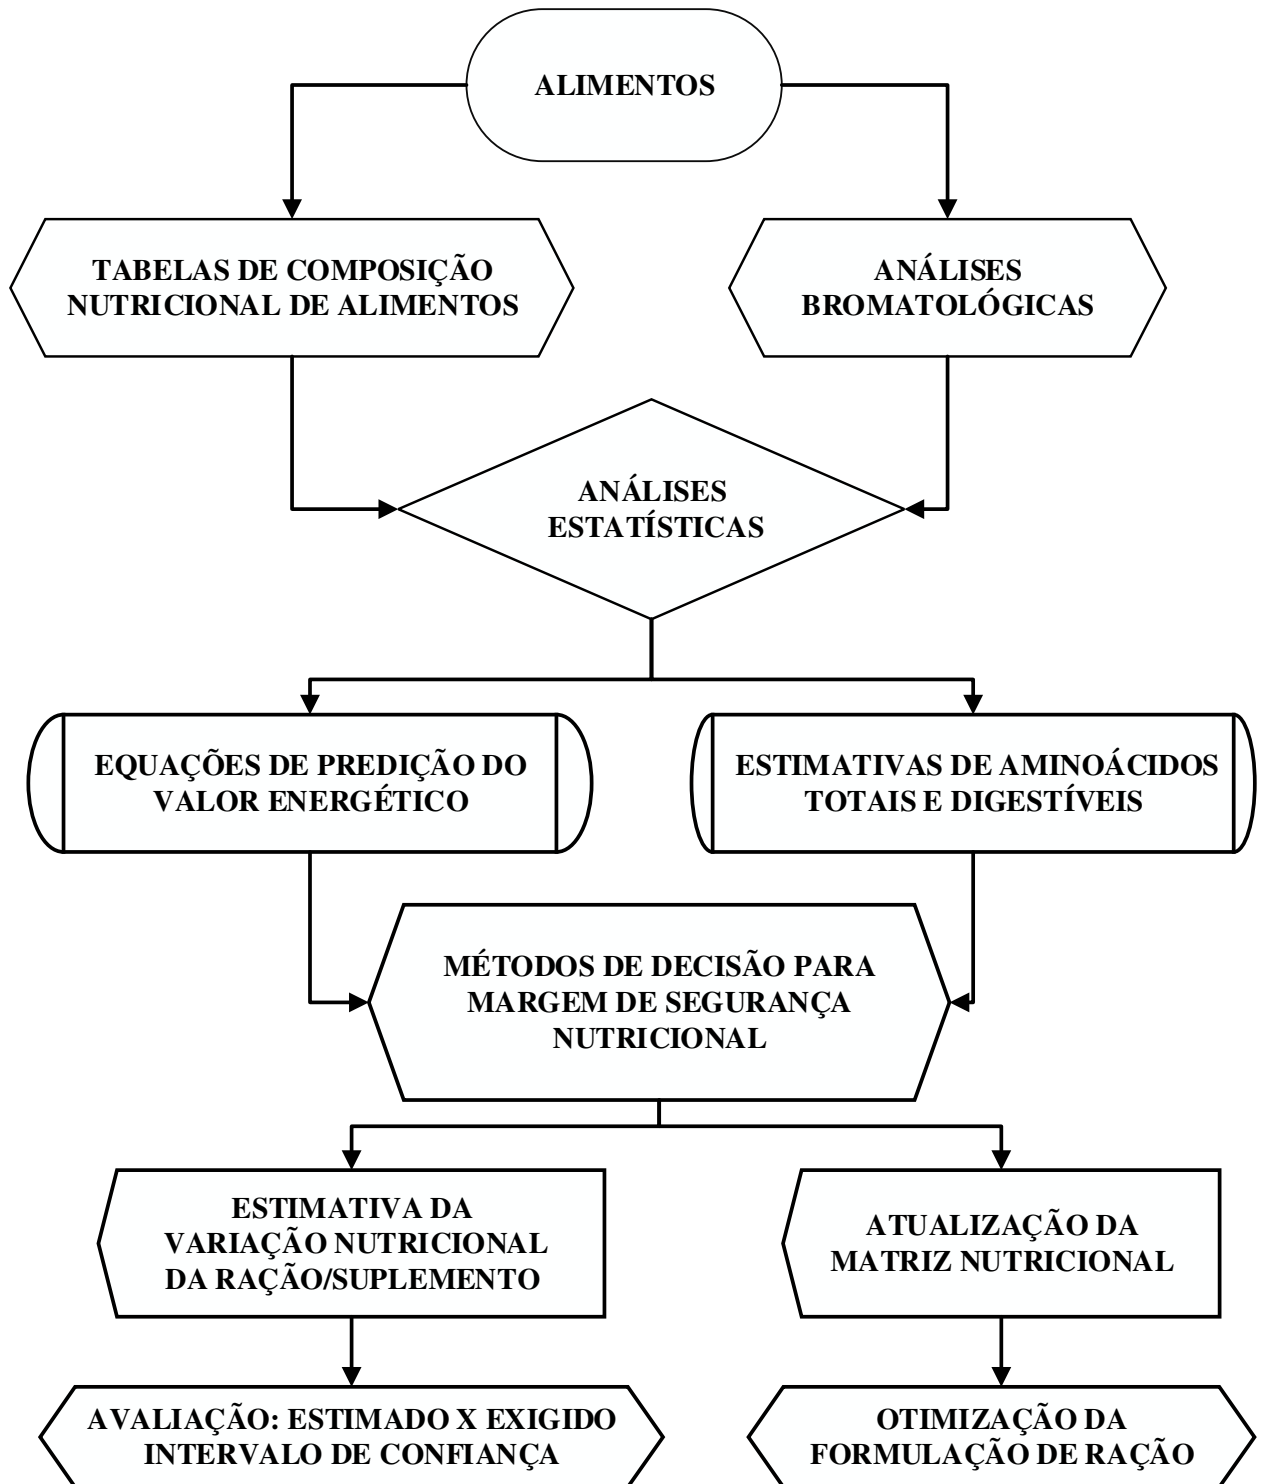 ALIMENTOS
TABELAS DE COMPOSIÇÃO
NUTRICIONAL DE ALIMENTOS
ANÁLISES
BROMATOLÓGICAS
ANÁLISES
ESTATÍSTICAS
EQUAÇÕES DE PREDIÇÃO DO
VALOR ENERGÉTICO
ESTIMATIVAS DE AMINOÁCIDOS
TOTAIS E DIGESTÍVEIS
MÉTODOS DE DECISÃO PARA
MARGEM DE SEGURANÇA
NUTRICIONAL
ESTIMATIVA DA
VARIAÇÃO NUTRICIONAL
DA RAÇÃO/SUPLEMENTO
ATUALIZAÇÃO DA
MATRIZ NUTRICIONAL
AVALIAÇÃO: ESTIMADO X EXIGIDO
INTERVALO DE CONFIANÇA
OTIMIZAÇÃO DA
FORMULAÇÃO DE RAÇÃO